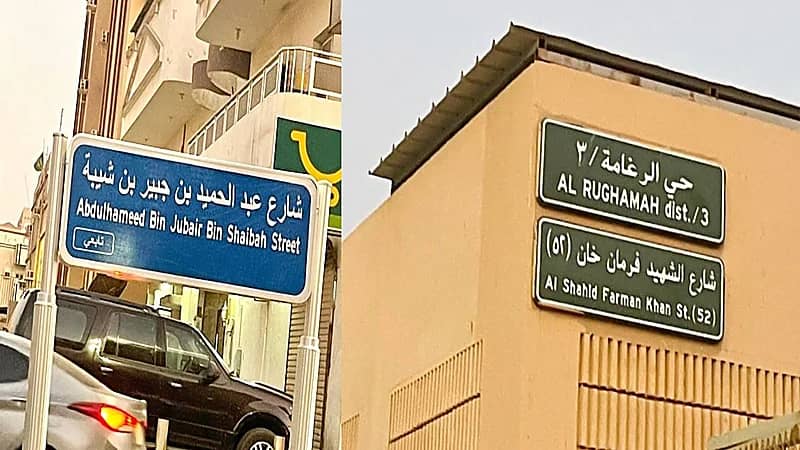 شارع عبد الحميد بن جبير بن شيبة
Abdulhameed Bin Jubair Bin Shaibah Street
تابعي
حي الرغامة /٣
AL RUGHAMAH dist./3
شارع الشهيد فرمان خان (٥٢)
Al Shahid Farman Khan St.(52)